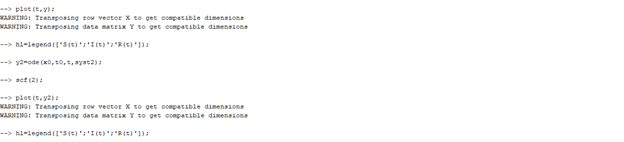 --> plot(t,y);
WARNING: Transposing row vector X to get compatible dimensions
WARNING: Transposing data matrix Y to get compatible dimensions
--> h1=legend(['S(t)';'I(t)';'R(t)']);
--> y2=ode(x0,t0,t,syst2);
--> scf(2);
--> plot(t,y2);
WARNING: Transposing row vector X to get compatible dimensions
WARNING: Transposing data matrix Y to get compatible dimensions
--> h1=legend(['S(t)';'I(t)';'R(t)']);